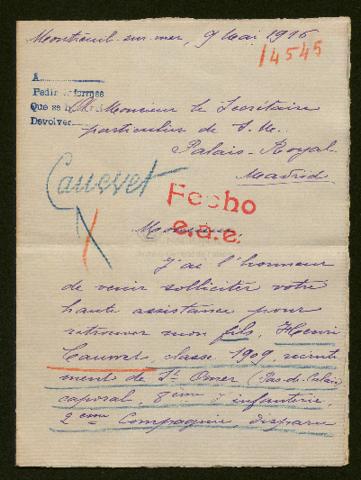 Montreuil-sur-mer, 9 Mai 1916
14545
A
Pedir informes
Que se
Devolver
Monsieur le Secrétaire
particulier de S. M.
Palais-Royal
Madrid
Cauvet
Fecho
e.a.e.
Monsieur,
J'ai l'honneur
de venir solliciter votre
haute assistance pour
retrouver mon fils, Henri
Cauvet, classe 1909, recrute
ment de St Omer (Pas-de-Calais)
caporal, 8eme d'infanterie,
2eme Compagnie disparu